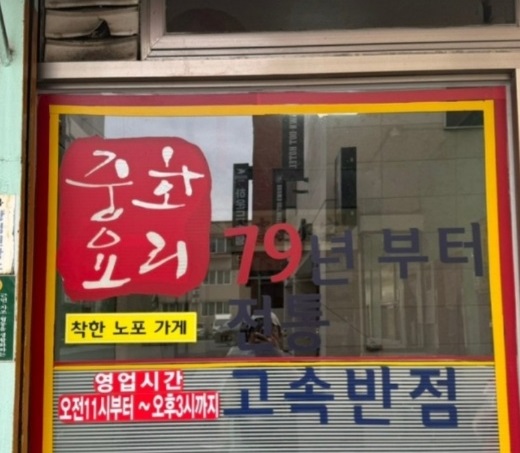 중화
요리
착한 노포 가게
79년 부터
전통
고속반점
영업시간
오전11시부터 ~오후3시까지